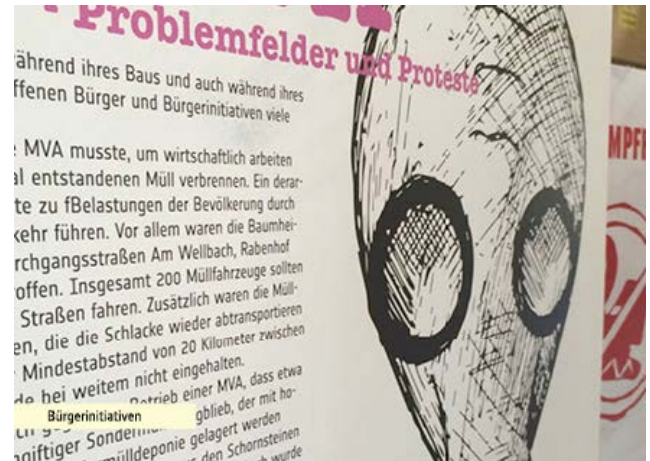 Problemfelder und Proteste
ährend ihres Baus und auch während ihres
ffenen Bürger und Bürgerinitiativen viele
MVA musste, um wirtschaftlich arbeiten
al entstandenen Müll verbrennen. Ein derar-
te zu fBelastungen der Bevölkerung durch
kehr führen. Vor allem waren die Baumhei-
rchgangsstraßen Am Wellbach, Rabenhof
offen. Insgesamt 200 Müllfahrzeuge sollten
Straßen fahren. Zusätzlich waren die Müll-
en, die die Schlacke wieder abtransportieren
Mindestabstand von 20 Kilometer zwischen
de bei weitem nicht eingehalten.
Betrieb einer MVA, dass etwa
Bürgerinitiativen
gblieb, der mit ho-
hgiftiger
mülldeponie gelagert werden
den Schornsteinen
wurde
MPF